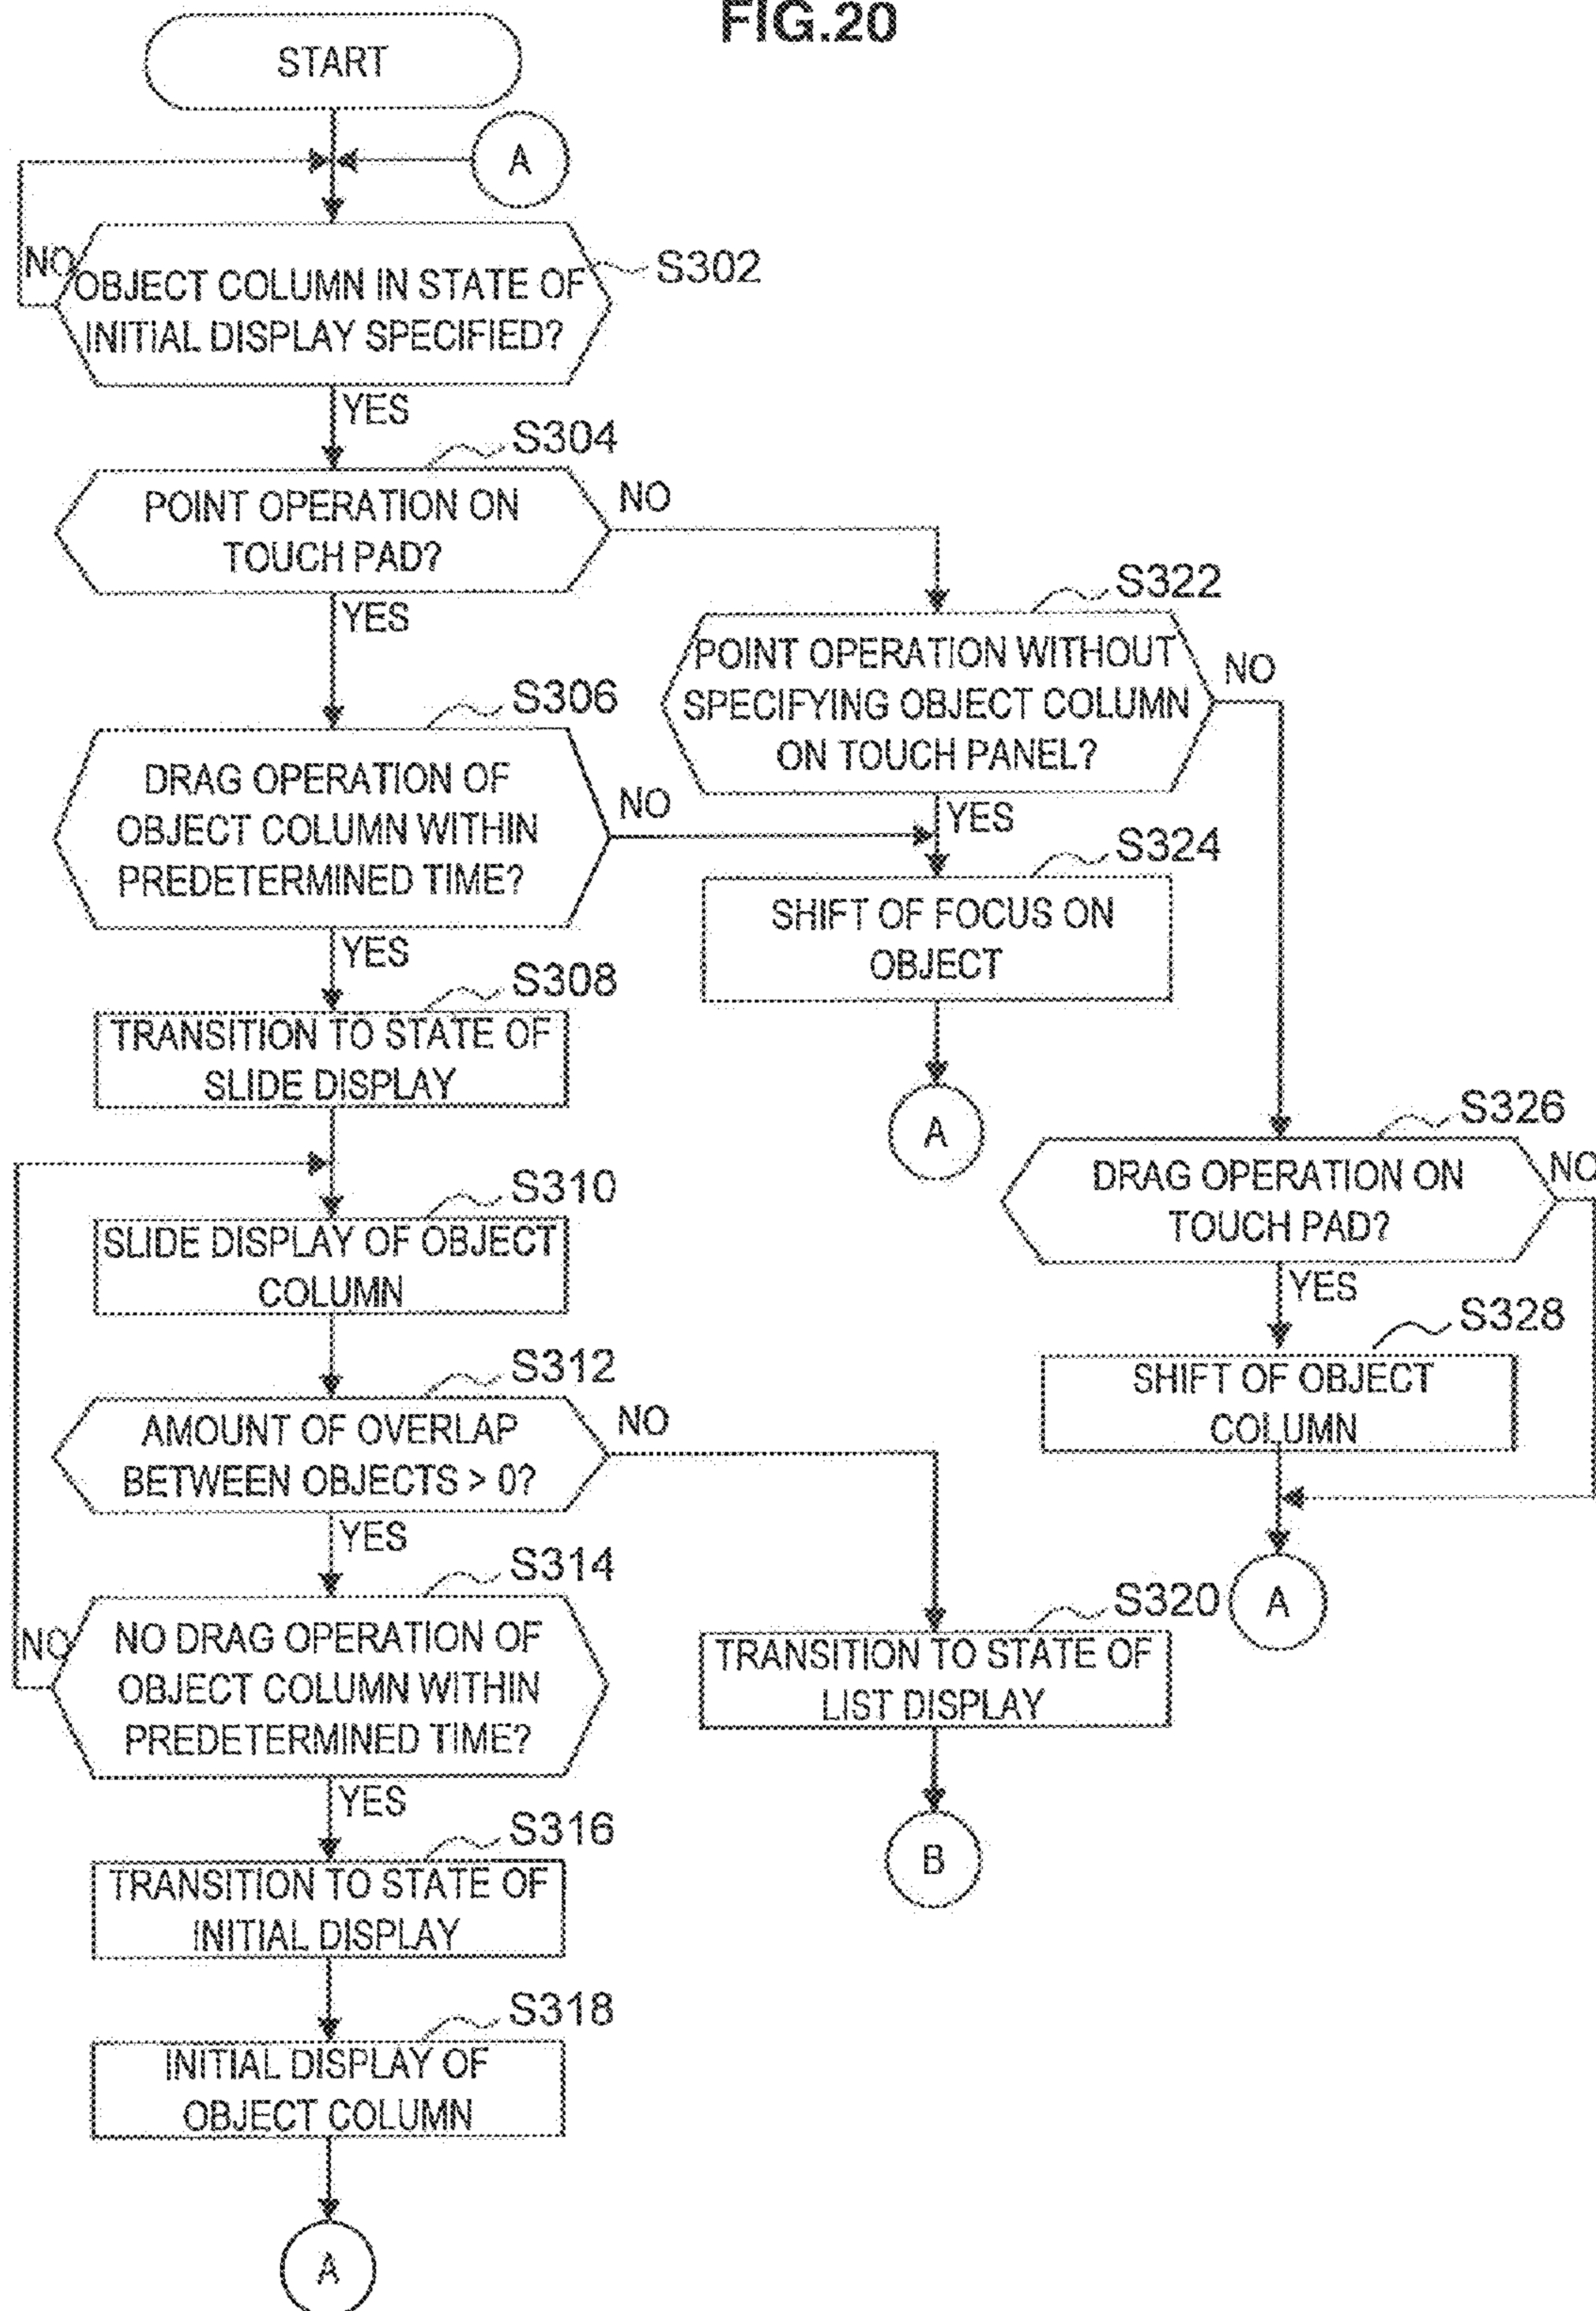 FIG.20
START
A
NO
OBJECT COLUMN IN STATE OF
INITIAL DISPLAY SPECIFIED?
S302
YES
S304
POINT OPERATION ON
TOUCH PAD?
NO
YES
S322
POINT OPERATION WITHOUT
SPECIFYING OBJECT COLUMN
ON TOUCH PANEL?
NO
YES
S306
DRAG OPERATION OF
OBJECT COLUMN WITHIN
PREDETERMINED TIME?
NO
YES
S324
SHIFT OF FOCUS ON
OBJECT
A
S308
TRANSITION TO STATE OF
SLIDE DISPLAY
S326
DRAG OPERATION ON
TOUCH PAD?
NO
YES
S310
SLIDE DISPLAY OF OBJECT
COLUMN
S328
SHIFT OF OBJECT
COLUMN
A
S312
AMOUNT OF OVERLAP
BETWEEN OBJECTS > 0?
NO
YES
S314
NO
NO DRAG OPERATION OF
OBJECT COLUMN WITHIN
PREDETERMINED TIME?
YES
S320
TRANSITION TO STATE OF
LIST DISPLAY
B
S316
TRANSITION TO STATE OF
INITIAL DISPLAY
S318
INITIAL DISPLAY OF
OBJECT COLUMN
A